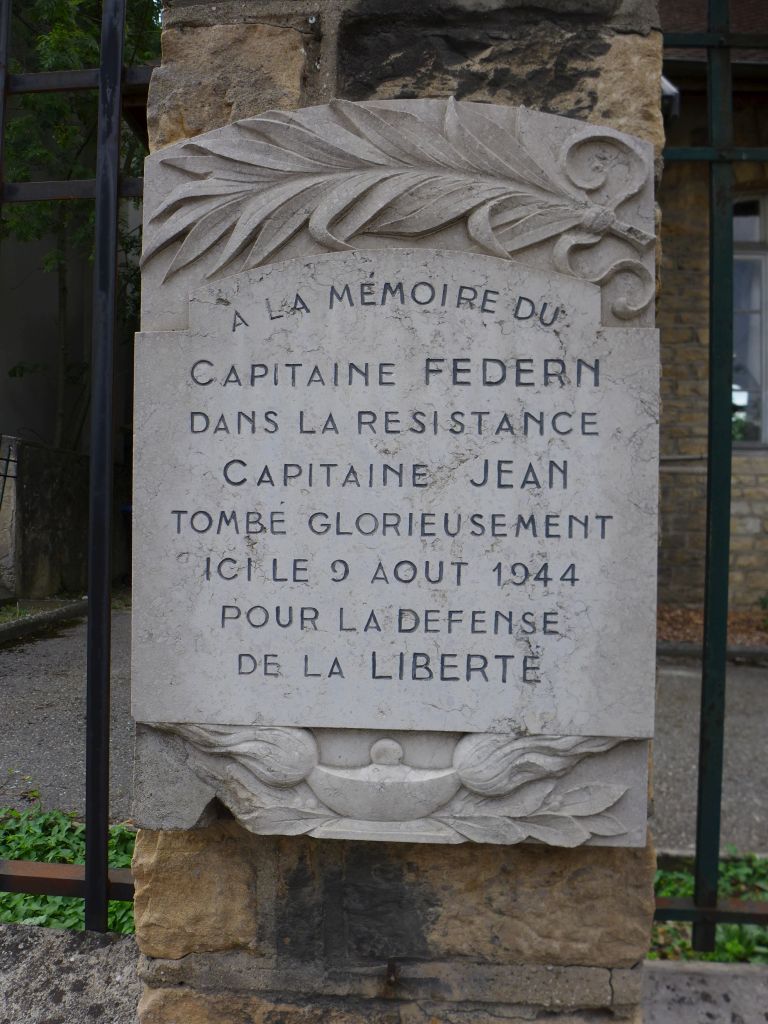 A LA MÉMOIRE DU
CAPITAINE FEDERN
DANS LA RESISTANCE
CAPITAINE JEAN
TOMBÉ GLORIEUSEMENT
ICI LE 9 AOUT 1944
POUR LA DEFENSE
DE LA LIBERTÉ